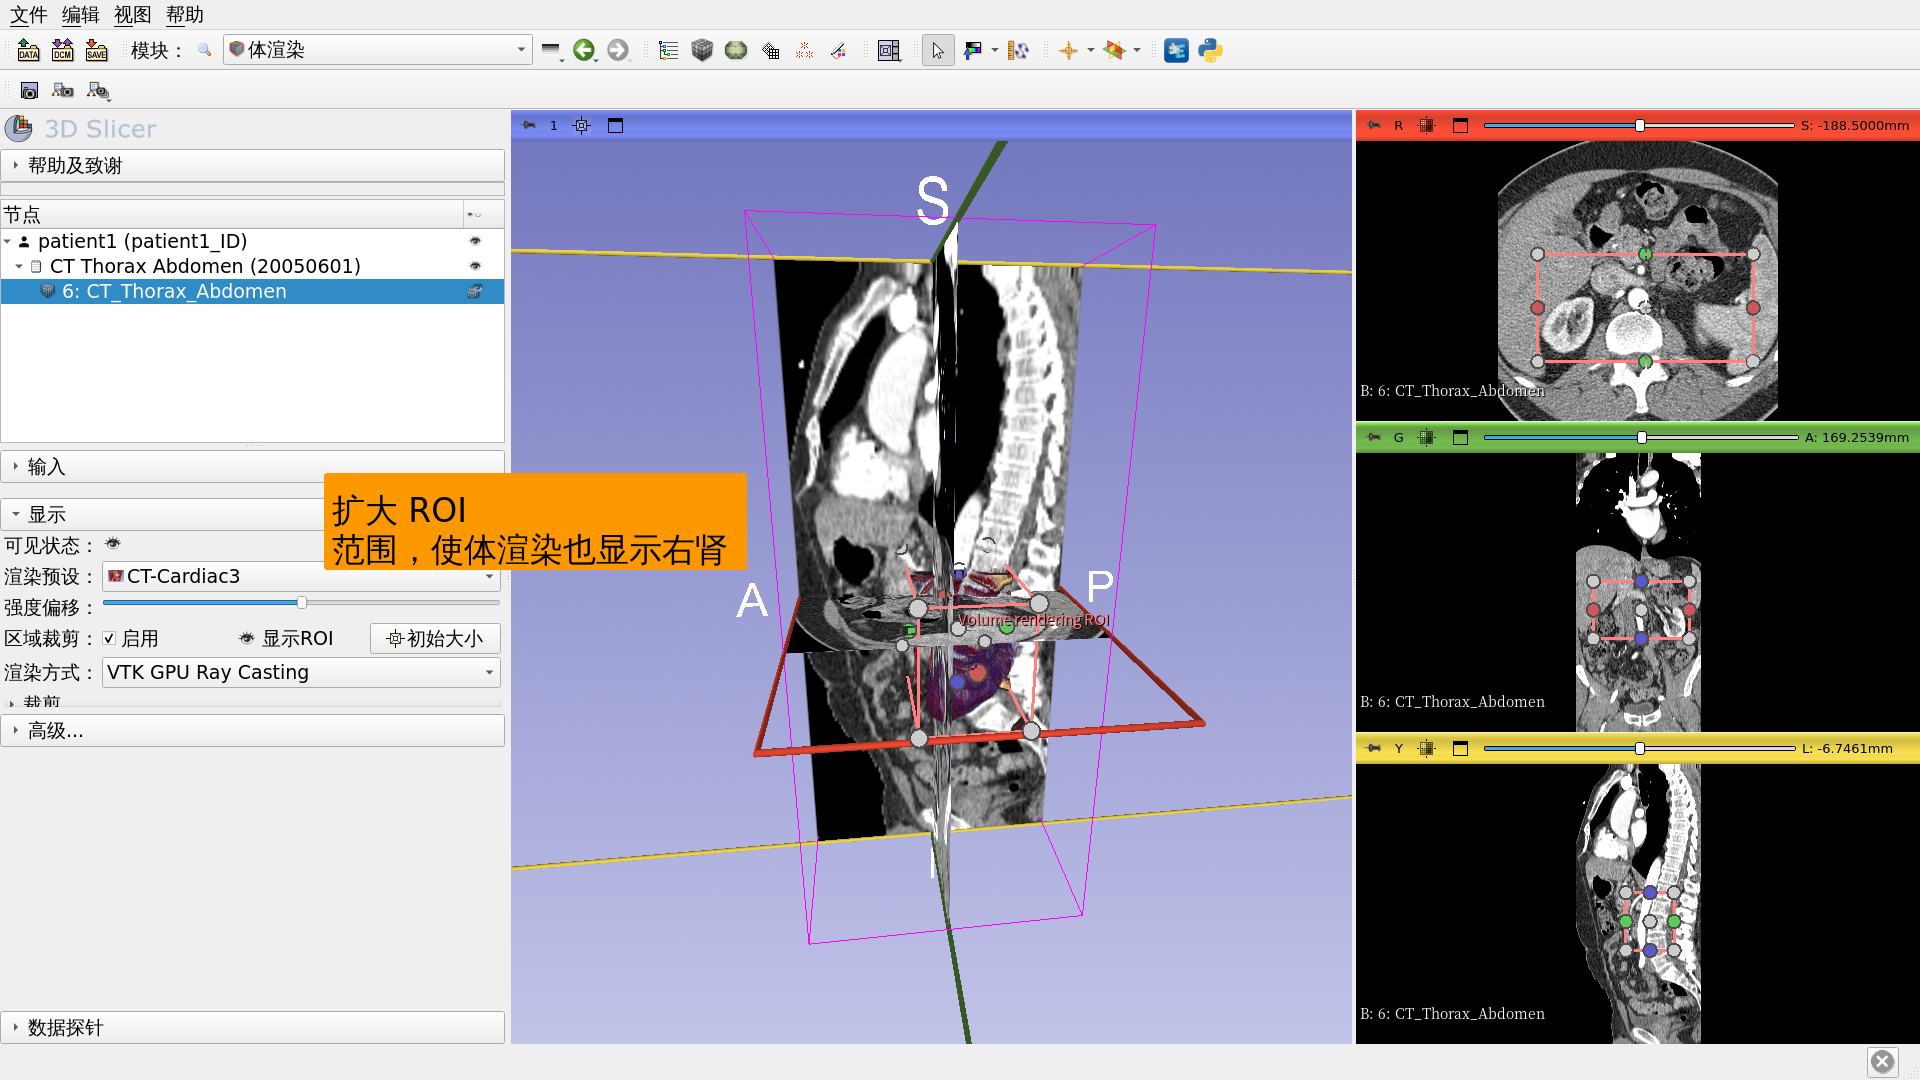 文件 编辑 视图 帮助
DATA DCM SAVE 模块： 体渲染
3D Slicer
帮助及致谢
节点
patient1 (patient1_ID)
CT Thorax Abdomen (20050601)
6: CT_Thorax_Abdomen
输入
显示
可见状态：
渲染预设： CT-Cardiac3
强度偏移：
区域裁剪： 启用 显示ROI 初始大小
渲染方式： VTK GPU Ray Casting
裁剪
高级...
数据探针
扩大 ROI
范围，使体渲染也显示右肾
1
S
A
P
I
Volume rendering ROI
R S: -188.5000mm
B: 6: CT_Thorax_Abdomen
G A: 169.2539mm
B: 6: CT_Thorax_Abdomen
Y L: -6.7461mm
B: 6: CT_Thorax_Abdomen